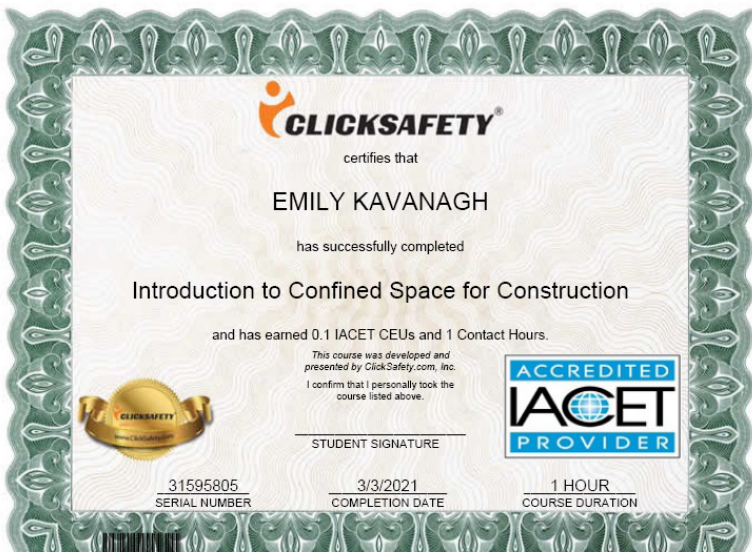 CLICKSAFETY®
certifies that
EMILY KAVANAGH
has successfully completed
Introduction to Confined Space for Construction
and has earned 0.1 IACET CEUs and 1 Contact Hours.
This course was developed and
presented by ClickSafety.com, Inc.
I confirm that I personally took the
course listed above.
STUDENT SIGNATURE
CLICKSAFETY
www.ClickSafety.com
ACCREDITED
IACET
PROVIDER
31595805
SERIAL NUMBER
3/3/2021
COMPLETION DATE
1 HOUR
COURSE DURATION